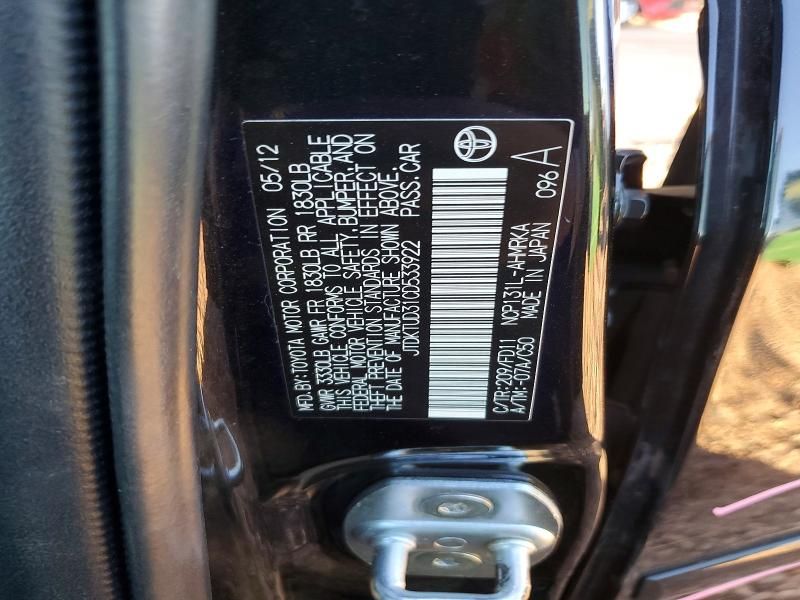 MFD. BY: TOYOTA MOTOR CORPORATION 05/12
GVWR 3330LB GAWR FR 1830LB RR 1830LB
THIS VEHICLE CONFORMS TO ALL APPLICABLE
FEDERAL MOTOR VEHICLE SAFETY, BUMPER, AND
THEFT PREVENTION STANDARDS IN EFFECT ON
THE DATE OF MANUFACTURE SHOWN ABOVE.
JTDKTUD31CD533922 PASS. CAR
C/TR: 209/FD11 NCP131L-AHMRKA
A/TM: -07A/C50 MADE IN JAPAN
096 A